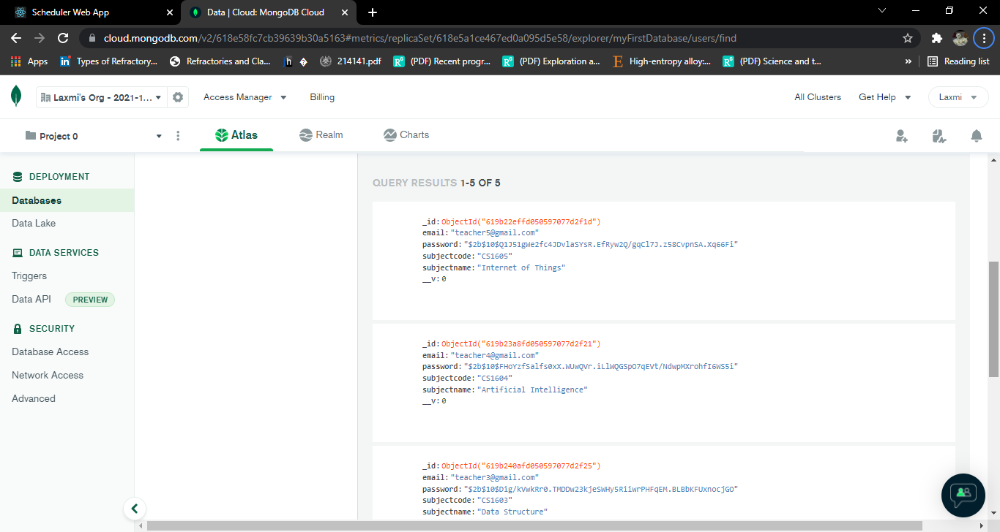 Scheduler Web App
Data | Cloud: MongoDB Cloud
cloud.mongodb.com/v2/618e58fc7cb39639b30a5163#metrics/replicaSet/618e5a1ce467ed0a095d5e58/explorer/myFirstDatabase/users/find
Apps
Types of Refractory...
Refractories and Cla...
214141.pdf
(PDF) Recent progr...
(PDF) Exploration a...
High-entropy alloy:...
(PDF) Science and t...
»
Reading list
Laxmi's Org - 2021-1...
Access Manager
Billing
All Clusters
Get Help
Laxmi
Project 0
Atlas
Realm
Charts
DEPLOYMENT
Databases
Data Lake
DATA SERVICES
Triggers
Data API PREVIEW
SECURITY
Database Access
Network Access
Advanced
QUERY RESULTS 1-5 OF 5
_id: ObjectId("619b22effd050597077d2f1d")
email: "teacher5@gmail.com"
password: "$2b$10$Q1J51gWe2fc4JDvlaSYsR.EfRyw2Q/gqCl7J.z58CvpnSA.Xq66Fi"
subjectcode: "CS1605"
subjectname: "Internet of Things"
__v: 0
_id: ObjectId("619b23a8fd050597077d2f21")
email: "teacher4@gmail.com"
password: "$2b$10$FHoYzfSalfs0xX.WUwQVr.iLlWQGSpO7qEVt/NdwpMXrohfI6WS5i"
subjectcode: "CS1604"
subjectname: "Artificial Intelligence"
__v: 0
_id: ObjectId("619b240afd050597077d2f25")
email: "teacher3@gmail.com"
password: "$2b$10$Dig/kVwkRr0.TMDDw23kjeSWHy5RiiwrPHFqEM.BLBbKFUxnocjGO"
subjectcode: "CS1603"
subjectname: "Data Structure"